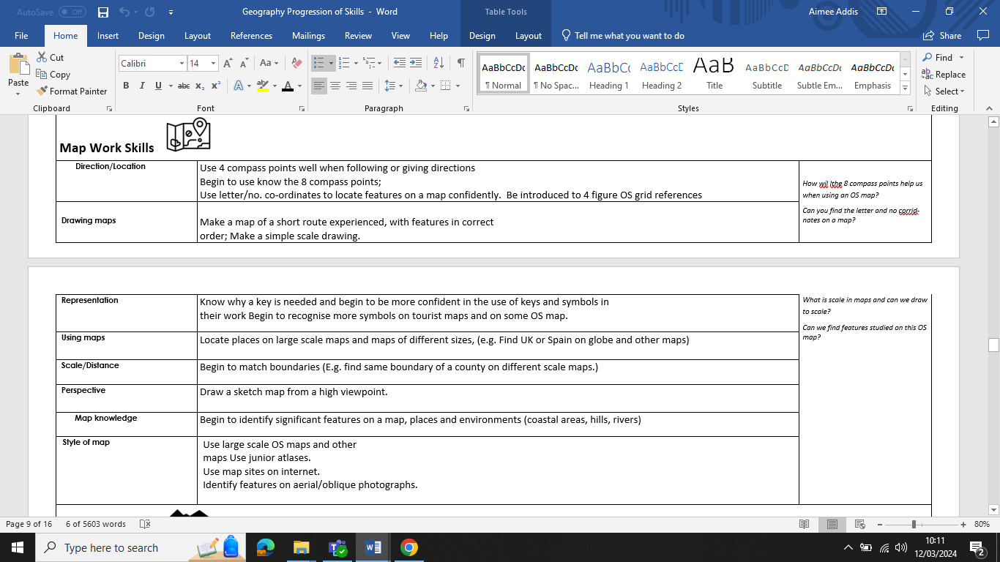 AutoSave Off
Geography Progression of Skills - Word
Table Tools
Aimee Addis
File Home Insert Design Layout References Mailings Review View Help Design Layout Tell me what you want to do Share
Paste
Cut
Copy
Format Painter
Calibri 14
Aa
B I U abc x₂ x² A aby A
AaBbCcDc AaBbCcDc AaBbCc AaBbCcD AaB AaBbCcD AaBbCcDc AaBbCcDc
¶ Normal ¶ No Spac... Heading 1 Heading 2 Title Subtitle Subtle Em... Emphasis
Find
Replace
Select
Clipboard Font Paragraph Styles Editing
Map Work Skills
Direction/Location
Use 4 compass points well when following or giving directions
Begin to use know the 8 compass points;
Use letter/no. co-ordinates to locate features on a map confidently. Be introduced to 4 figure OS grid references
How wil lthe 8 compass points help us
when using an OS map?
Can you find the letter and no corrid-
nates on a map?
Drawing maps
Make a map of a short route experienced, with features in correct
order; Make a simple scale drawing.
Representation
Know why a key is needed and begin to be more confident in the use of keys and symbols in
their work Begin to recognise more symbols on tourist maps and on some OS map.
What is scale in maps and can we draw
to scale?
Can we find features studied on this OS
map?
Using maps
Locate places on large scale maps and maps of different sizes, (e.g. Find UK or Spain on globe and other maps)
Scale/Distance
Begin to match boundaries (E.g. find same boundary of a county on different scale maps.)
Perspective
Draw a sketch map from a high viewpoint.
Map knowledge
Begin to identify significant features on a map, places and environments (coastal areas, hills, rivers)
Style of map
Use large scale OS maps and other
maps Use junior atlases.
Use map sites on internet.
Identify features on aerial/oblique photographs.
Page 9 of 16 6 of 5603 words 80%
Type here to search
10:11
12/03/2024
2